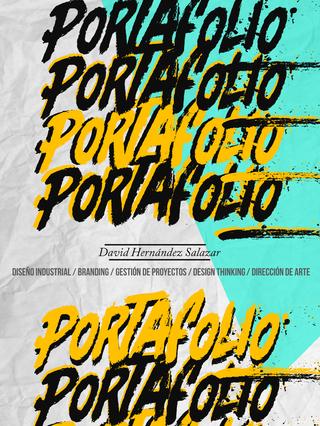 PORTAFOLIO
PORTAFOLIO
PORTAFOLIO
PORTAFOLIO
David Hernández Salazar
DISEÑO INDUSTRIAL / BRANDING / GESTIÓN DE PROYECTOS / DESIGN THINKING / DIRECCIÓN DE ARTE
PORTAFOLIO
PORTAFOLIO